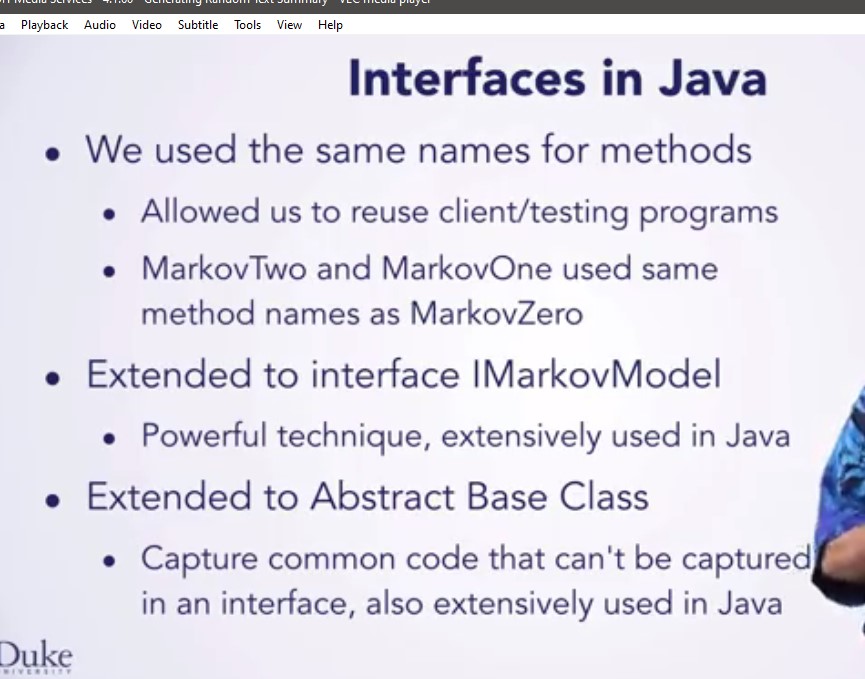 Media Services - 4.1.00 - Generating Random Text Summary - VLC media player
Playback Audio Video Subtitle Tools View Help
Interfaces in Java
• We used the same names for methods
• Allowed us to reuse client/testing programs
• MarkovTwo and MarkovOne used same
method names as MarkovZero
• Extended to interface IMarkovModel
• Powerful technique, extensively used in Java
• Extended to Abstract Base Class
• Capture common code that can't be captured
in an interface, also extensively used in Java
Duke
UNIVERSITY